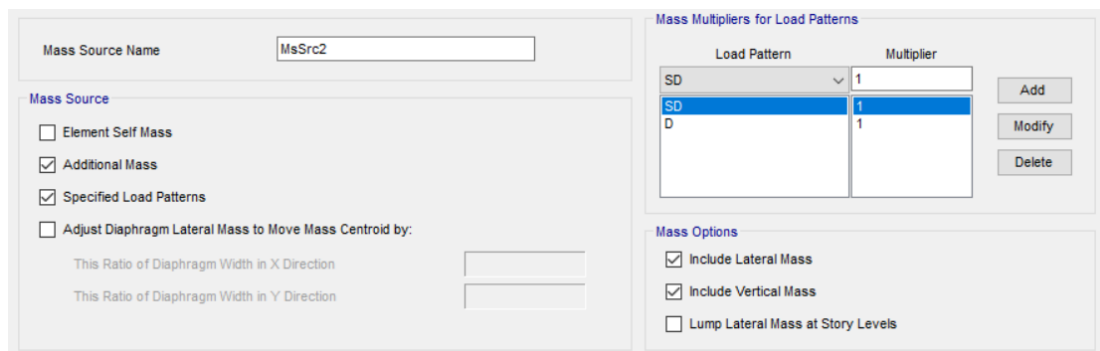 Mass Source Name
MsSrc2
Mass Source
Element Self Mass
Additional Mass
Specified Load Patterns
Adjust Diaphragm Lateral Mass to Move Mass Centroid by:
This Ratio of Diaphragm Width in X Direction
This Ratio of Diaphragm Width in Y Direction
Mass Multipliers for Load Patterns
Load Pattern Multiplier
SD 1
SD 1
D 1
Add
Modify
Delete
Mass Options
Include Lateral Mass
Include Vertical Mass
Lump Lateral Mass at Story Levels